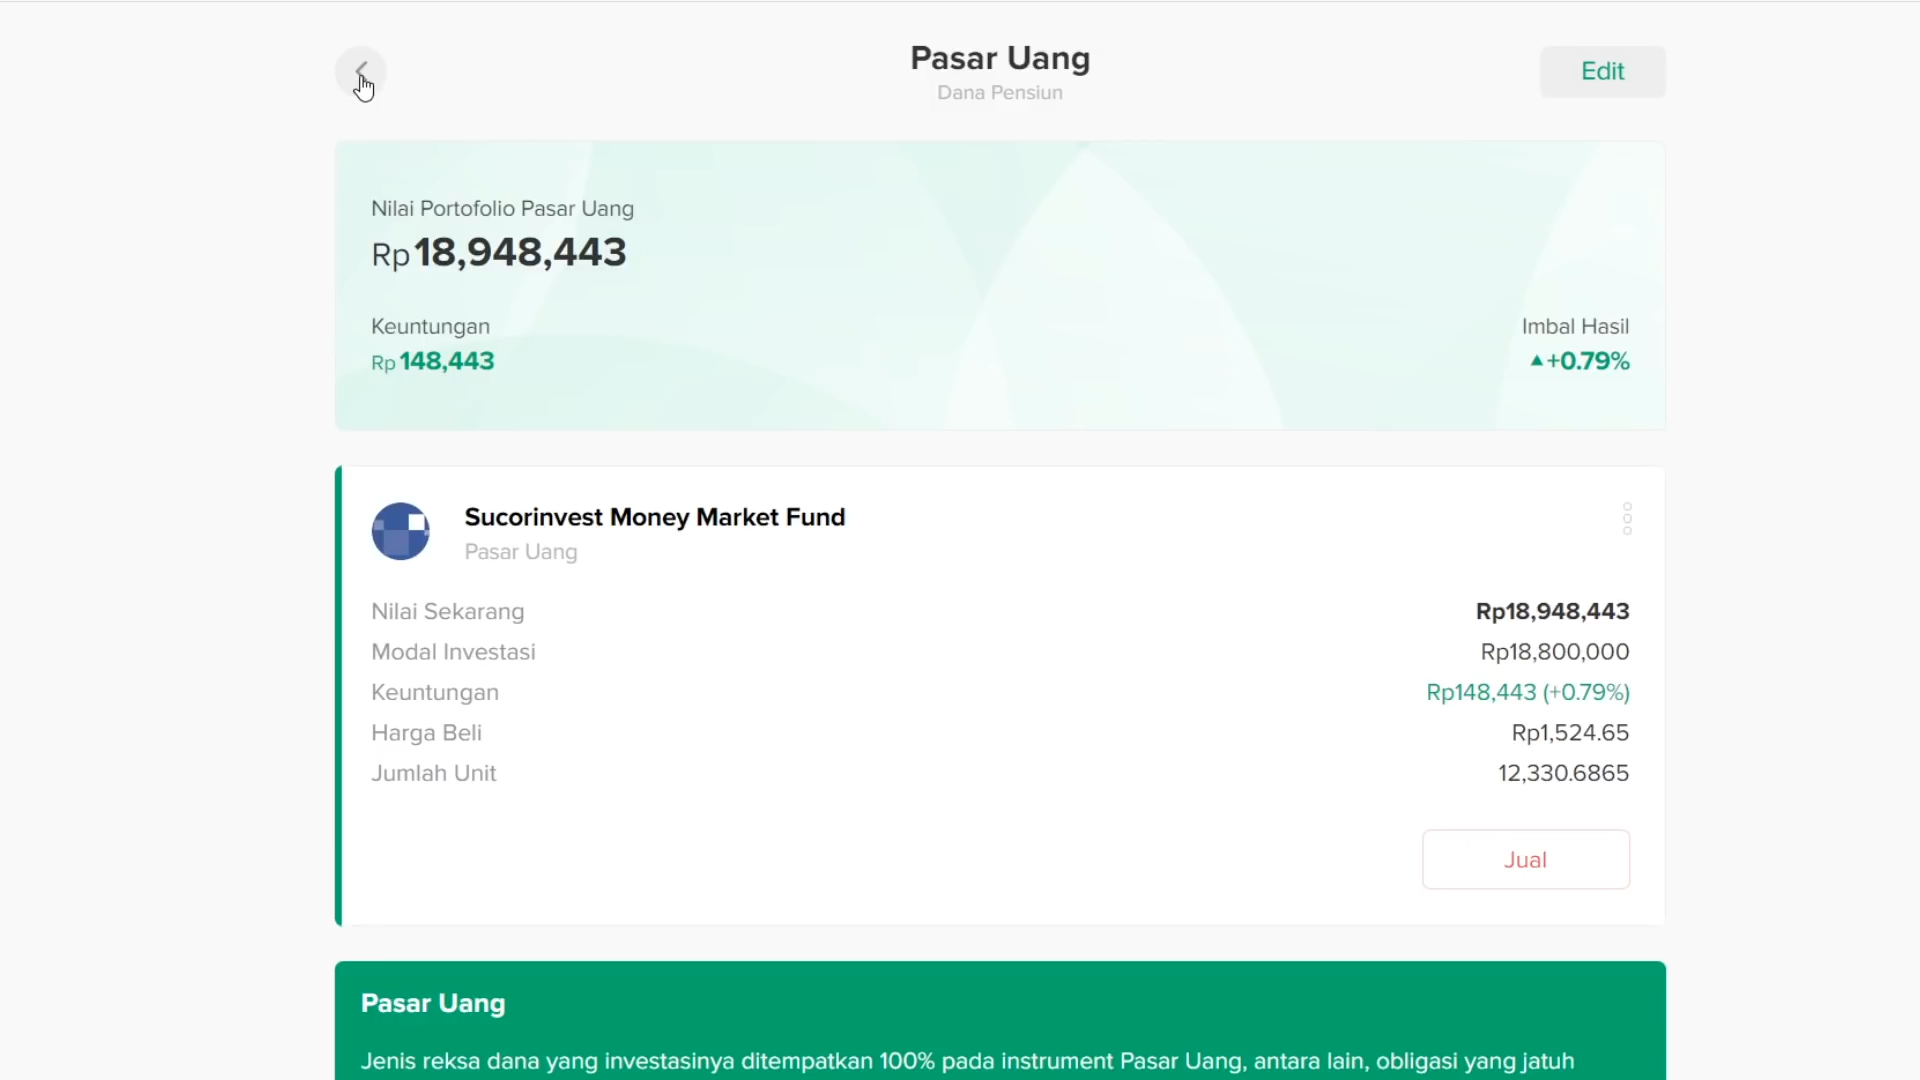 Pasar Uang
Dana Pensiun
Edit
Nilai Portofolio Pasar Uang
Rp 18,948,443
Keuntungan
Rp 148,443
Imbal Hasil
▲+0.79%
Sucorinvest Money Market Fund
Pasar Uang
Nilai Sekarang Rp18,948,443
Modal Investasi Rp18,800,000
Keuntungan Rp148,443 (+0.79%)
Harga Beli Rp1,524.65
Jumlah Unit 12,330.6865
Jual
Pasar Uang
Jenis reksa dana yang investasinya ditempatkan 100% pada instrument Pasar Uang, antara lain, obligasi yang jatuh